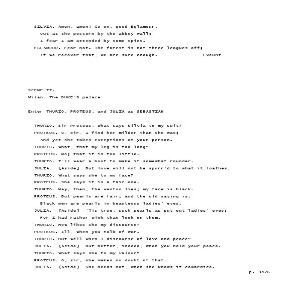 SILVIA. Amen, amen! Go on, good Eglamour,
Out at the postern by the abbey wall;
I fear I am attended by some spies.
EGLAMOUR. Fear not. The forest is not three leagues off;
If we recover that, we are sure enough. Exeunt
SCENE II.
Milan. The DUKE'S palace
Enter THURIO, PROTEUS, and JULIA as SEBASTIAN
THURIO. Sir Proteus, what says Silvia to my suit?
PROTEUS. O, sir, I find her milder than she was;
And yet she takes exceptions at your person.
THURIO. What, that my leg is too long?
PROTEUS. No; that it is too little.
THURIO. I'll wear a boot to make it somewhat rounder.
JULIA. [Aside] But love will not be spurr'd to what it loathes.
THURIO. What says she to my face?
PROTEUS. She says it is a fair one.
THURIO. Nay, then, the wanton lies; my face is black.
PROTEUS. But pearls are fair; and the old saying is:
Black men are pearls in beauteous ladies' eyes.
JULIA. [Aside] 'Tis true, such pearls as put out ladies' eyes;
For I had rather wink than look on them.
THURIO. How likes she my discourse?
PROTEUS. Ill, when you talk of war.
THURIO. But well when I discourse of love and peace?
JULIA. [Aside] But better, indeed, when you hold your peace.
THURIO. What says she to my valour?
PROTEUS. O, sir, she makes no doubt of that.
JULIA. [Aside] She needs not, when she knows it cowardice.